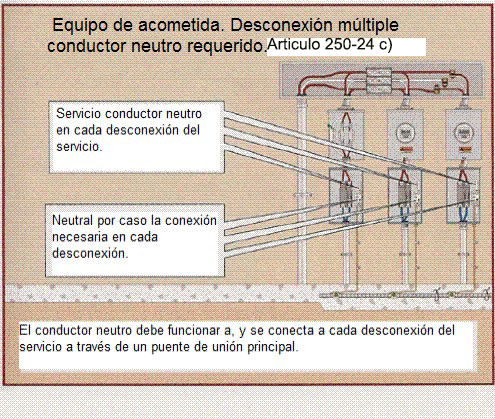 Equipo de acometida. Desconexión múltiple
conductor neutro requerido. Articulo 250-24 c)
Servicio conductor neutro
en cada desconexión del
servicio.
Neutral por caso la conexión
necesaria en cada
desconexión.
El conductor neutro debe funcionar a, y se conecta a cada desconexión del
servicio a través de un puente de unión principal.